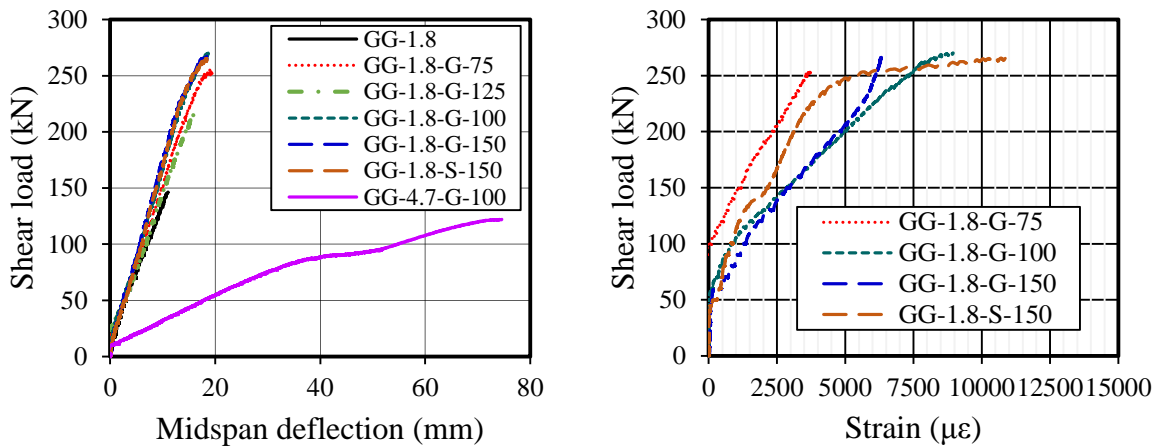 300
250
200
150
100
50
0
Shear load (kN)
GG-1.8
GG-1.8-G-75
GG-1.8-G-125
GG-1.8-G-100
GG-1.8-G-150
GG-1.8-S-150
GG-4.7-G-100
0 20 40 60 80
Midspan deflection (mm)
300
250
200
150
100
50
0
Shear load (kN)
GG-1.8-G-75
GG-1.8-G-100
GG-1.8-G-150
GG-1.8-S-150
0 2500 5000 7500 10000 12500 15000
Strain (με)